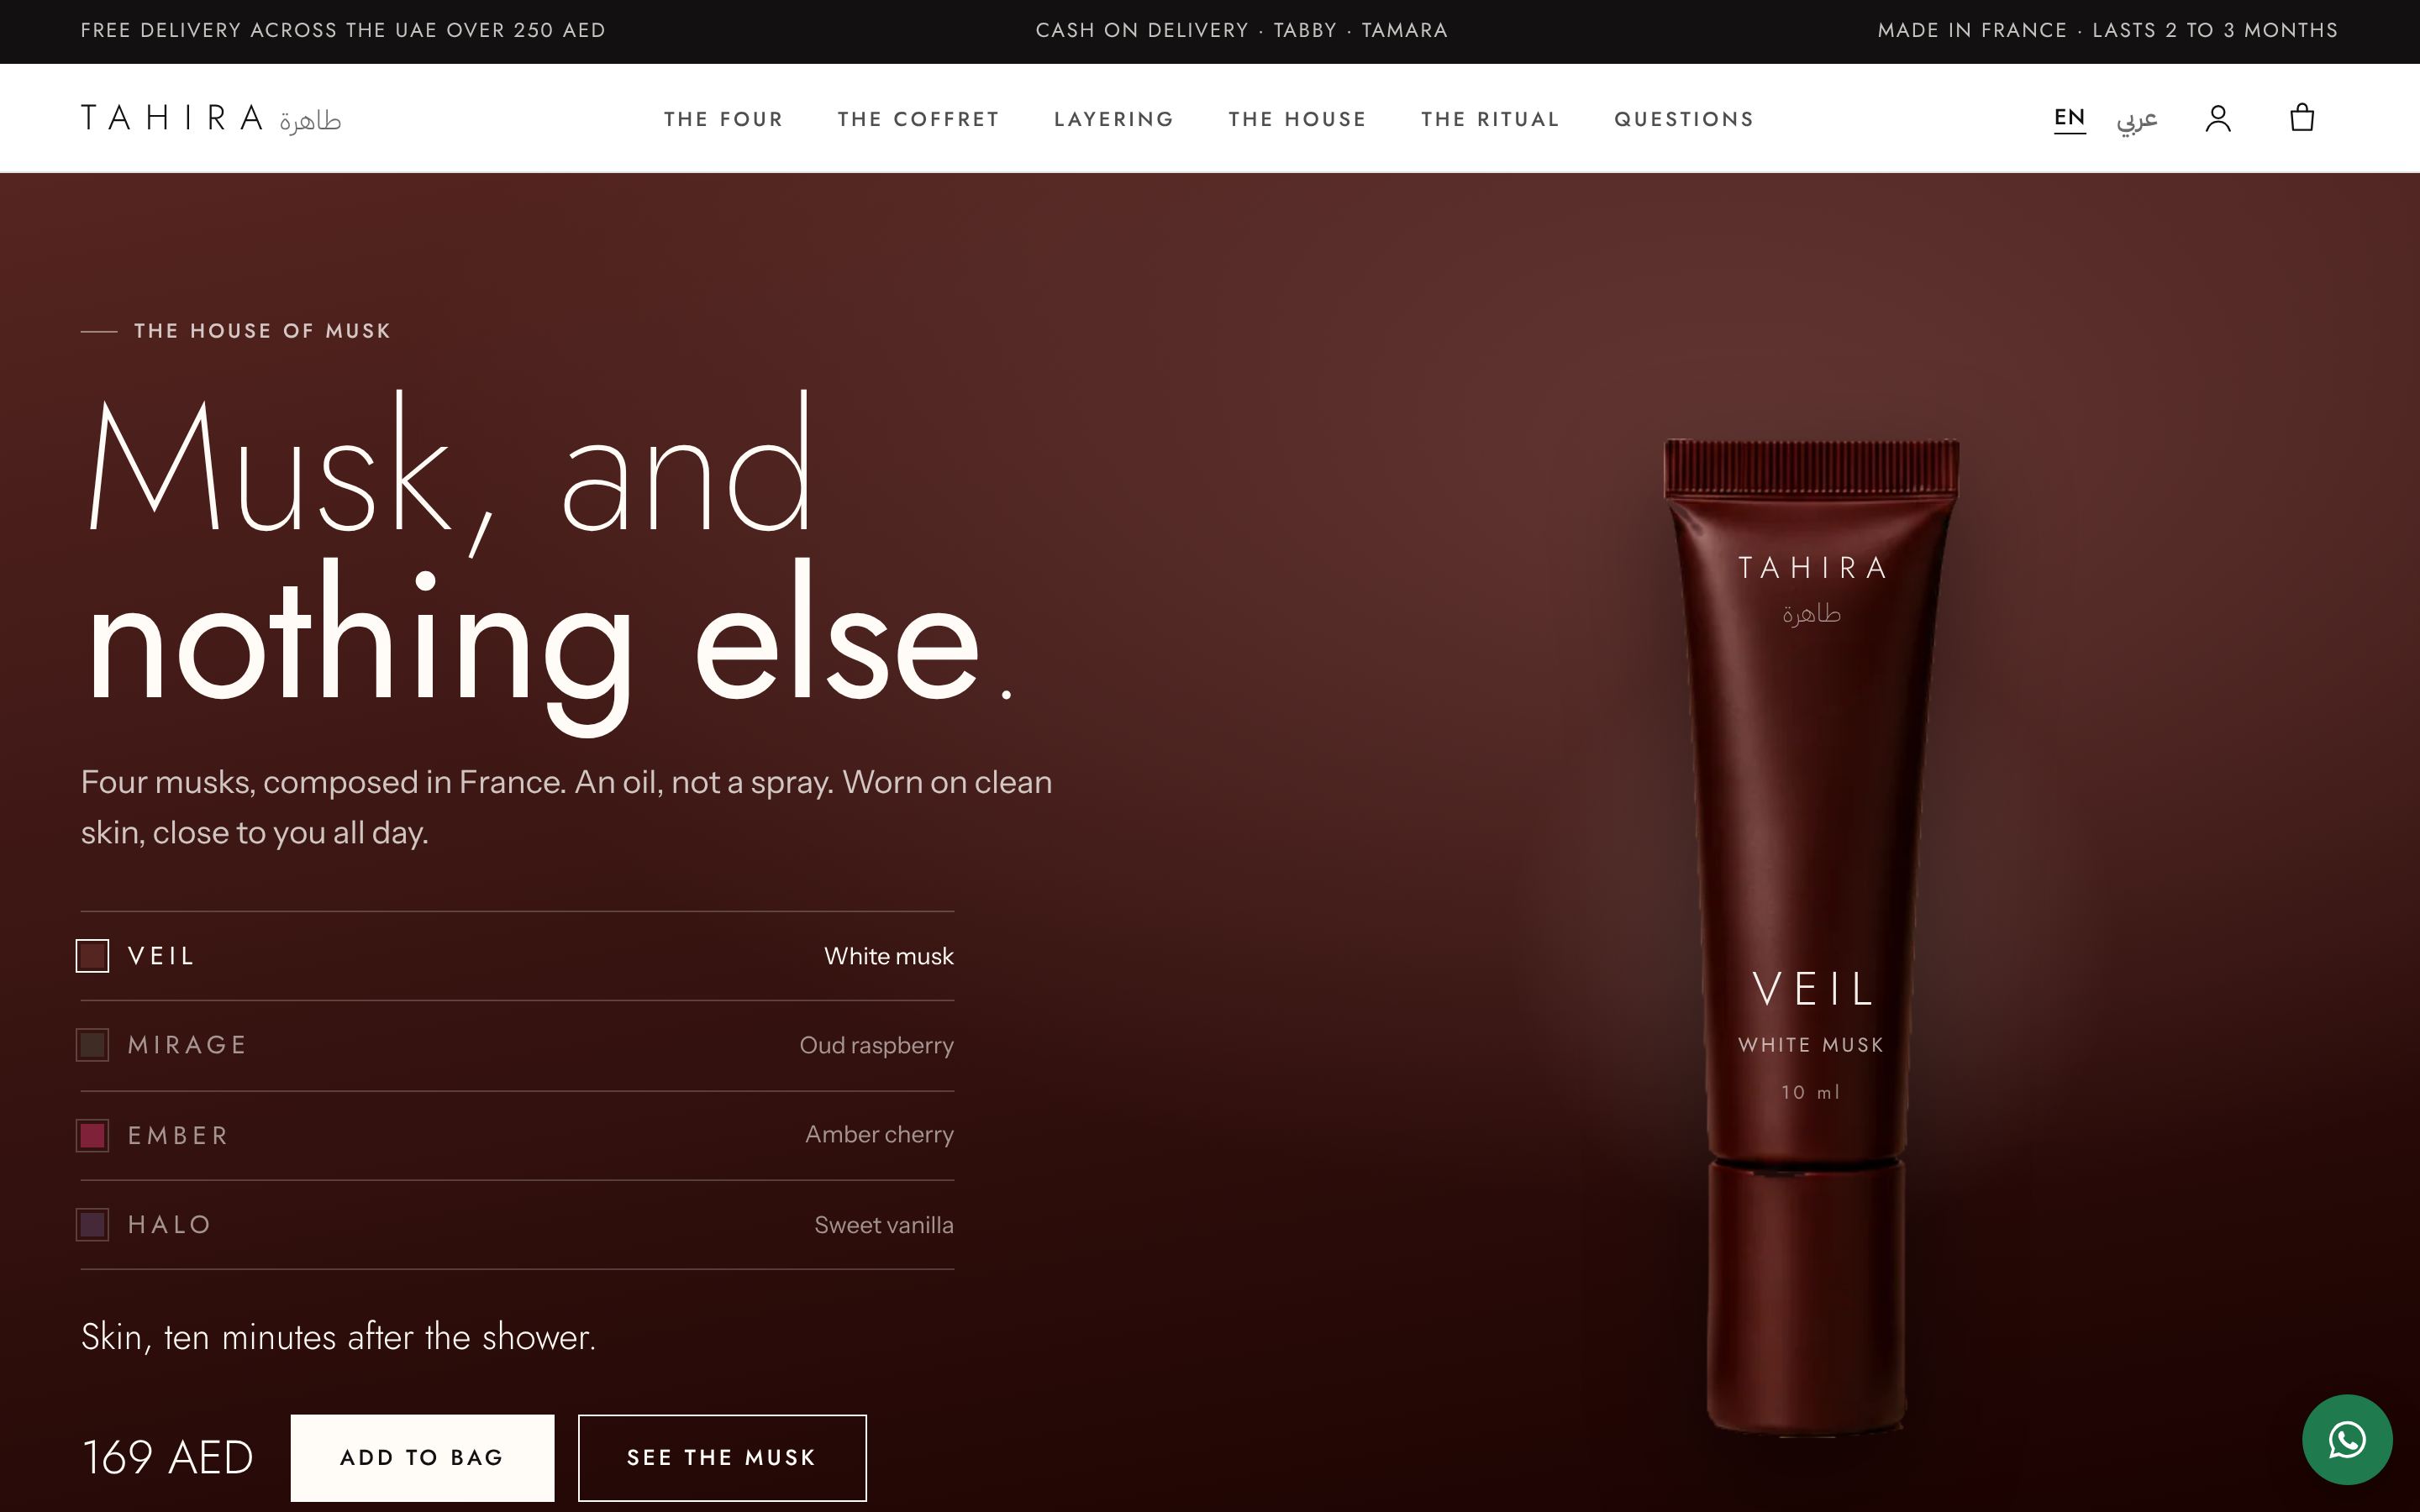 FREE DELIVERY ACROSS THE UAE OVER 250 AED
CASH ON DELIVERY · TABBY · TAMARA
MADE IN FRANCE · LASTS 2 TO 3 MONTHS
TAHIRA طاهرة
THE FOUR
THE COFFRET
LAYERING
THE HOUSE
THE RITUAL
QUESTIONS
EN
عربي
THE HOUSE OF MUSK
Musk, and
nothing else.
Four musks, composed in France. An oil, not a spray. Worn on clean
skin, close to you all day.
VEIL White musk
MIRAGE Oud raspberry
EMBER Amber cherry
HALO Sweet vanilla
Skin, ten minutes after the shower.
169 AED
ADD TO BAG
SEE THE MUSK
TAHIRA
طاهرة
VEIL
WHITE MUSK
10 ml